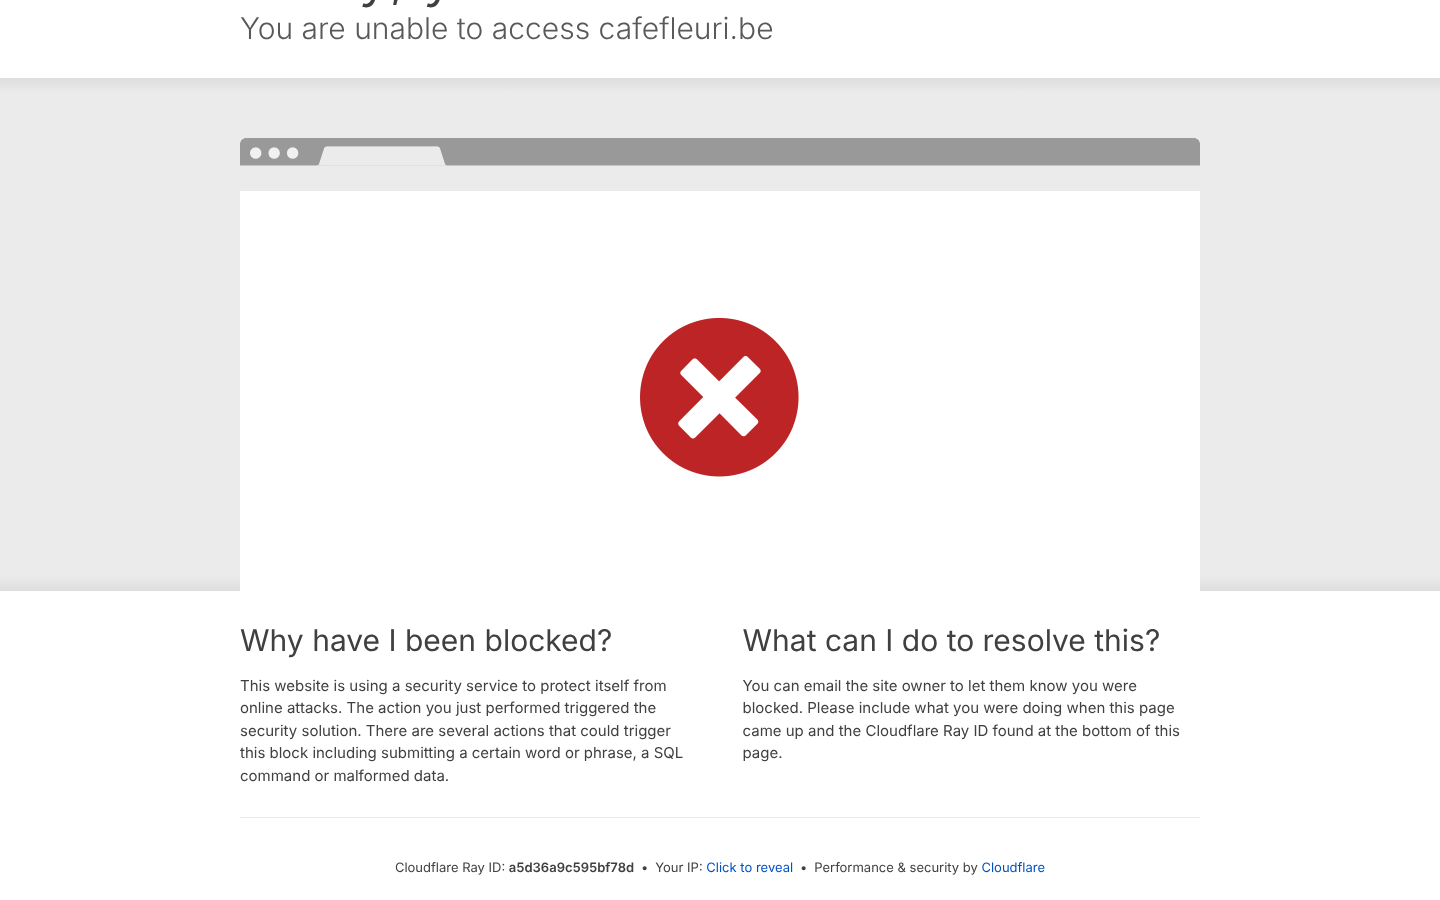 You are unable to access cafefleuri.be
Why have I been blocked?
This website is using a security service to protect itself from
online attacks. The action you just performed triggered the
security solution. There are several actions that could trigger
this block including submitting a certain word or phrase, a SQL
command or malformed data.
What can I do to resolve this?
You can email the site owner to let them know you were
blocked. Please include what you were doing when this page
came up and the Cloudflare Ray ID found at the bottom of this
page.
Cloudflare Ray ID: a5d36a9c595bf78d • Your IP: Click to reveal • Performance & security by Cloudflare